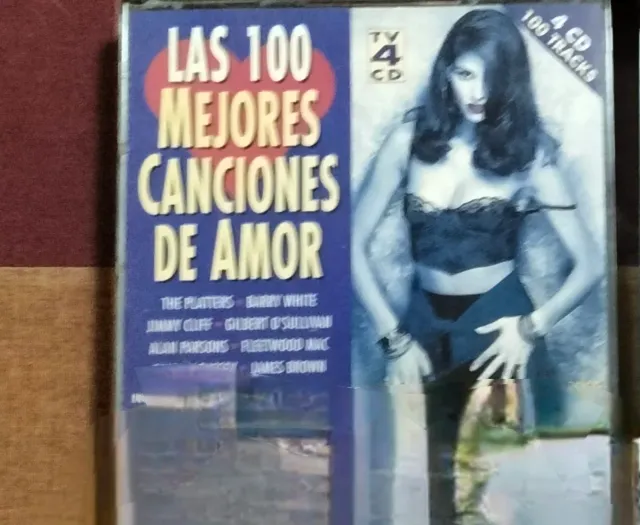 LAS 100
MEJORES
CANCIONES
DE AMOR
TV
4
CD
4 CD
100 TRACKS
THE PLATTERS - BARRY WHITE
JIMMY CLIFF - GILBERT O'SULLIVAN
ALAN PARSONS - FLEETWOOD MAC
JAMES BROWN